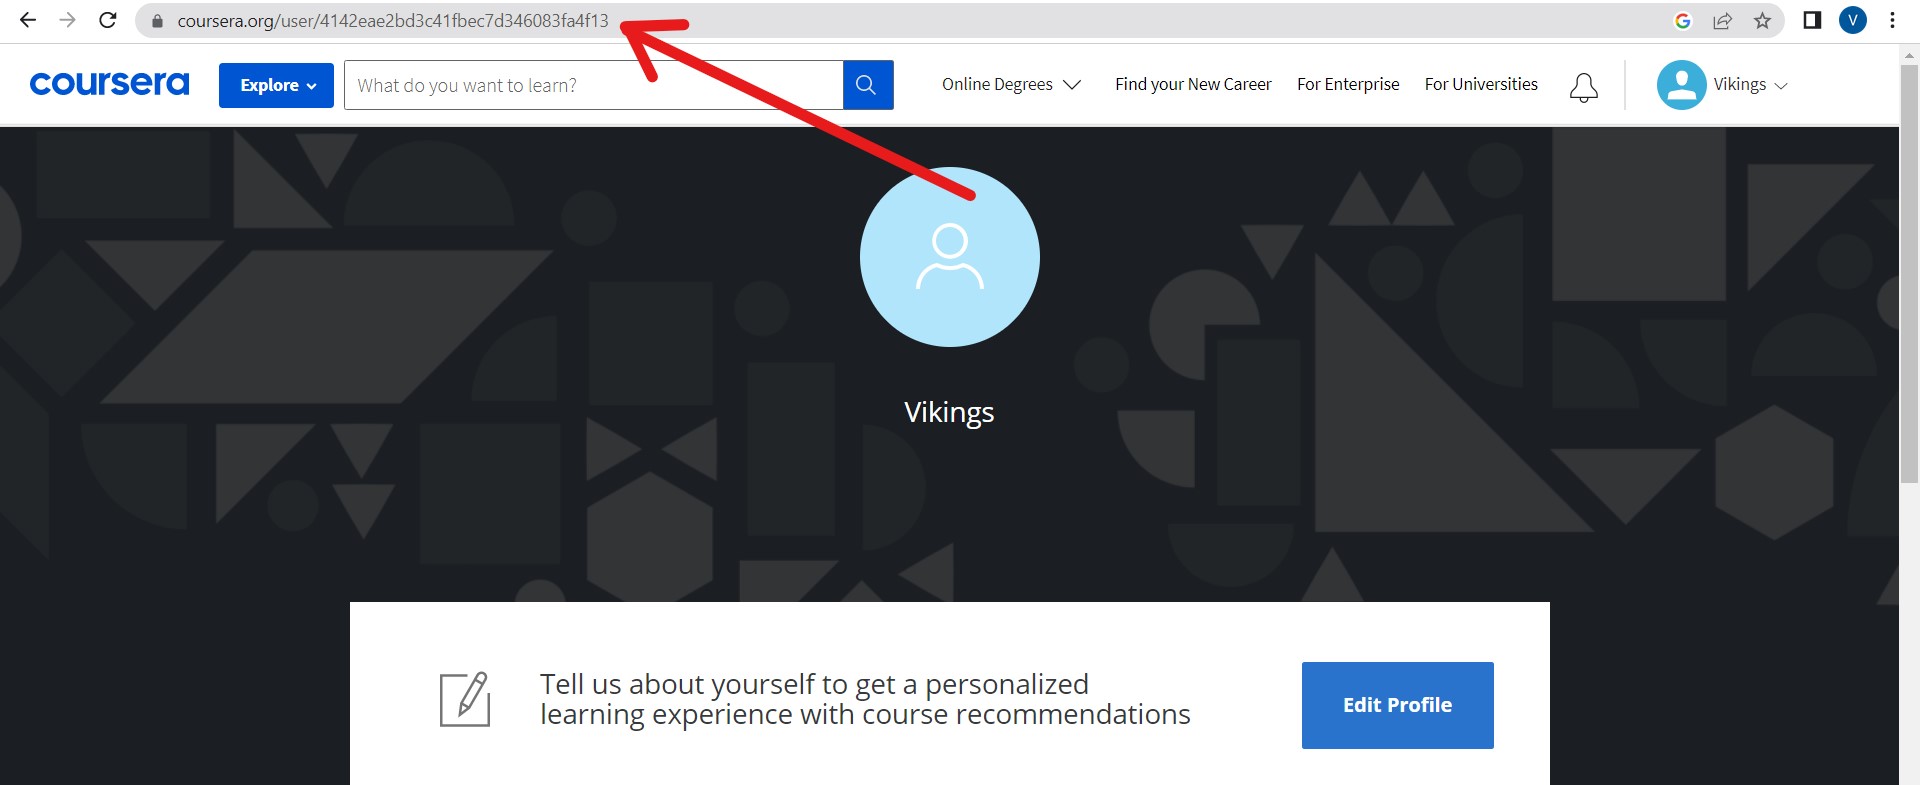 coursera.org/user/4142eae2bd3c41fbec7d346083fa4f13
V
coursera
Explore
What do you want to learn?
Online Degrees
Find your New Career
For Enterprise
For Universities
Vikings
Vikings
Tell us about yourself to get a personalized
learning experience with course recommendations
Edit Profile